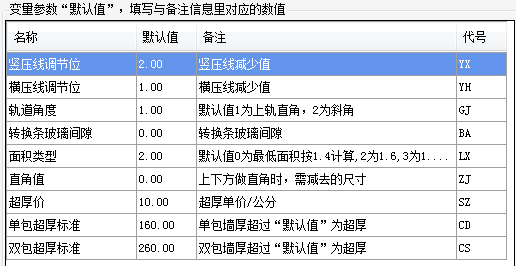 变量参数“默认值”，填写与备注信息里对应的数值
名称 默认值 备注 代号
竖压线调节位 2.00 竖压线减少值 YX
横压线调节位 1.00 横压线减少值 YH
轨道角度 1.00 默认值1为上轨直角，2为斜角 GJ
转换条玻璃间隙 0.00 转换条玻璃间隙 BA
面积类型 2.00 默认值0为最低面积按1.4计算,2为1.6,3为1.... LX
直角值 0.00 上下方做直角时，需减去的尺寸 ZJ
超厚价 10.00 超厚单价/公分 SZ
单包超厚标准 160.00 单包墙厚超过“默认值”为超厚 CD
双包超厚标准 260.00 双包墙厚超过“默认值”为超厚 CS